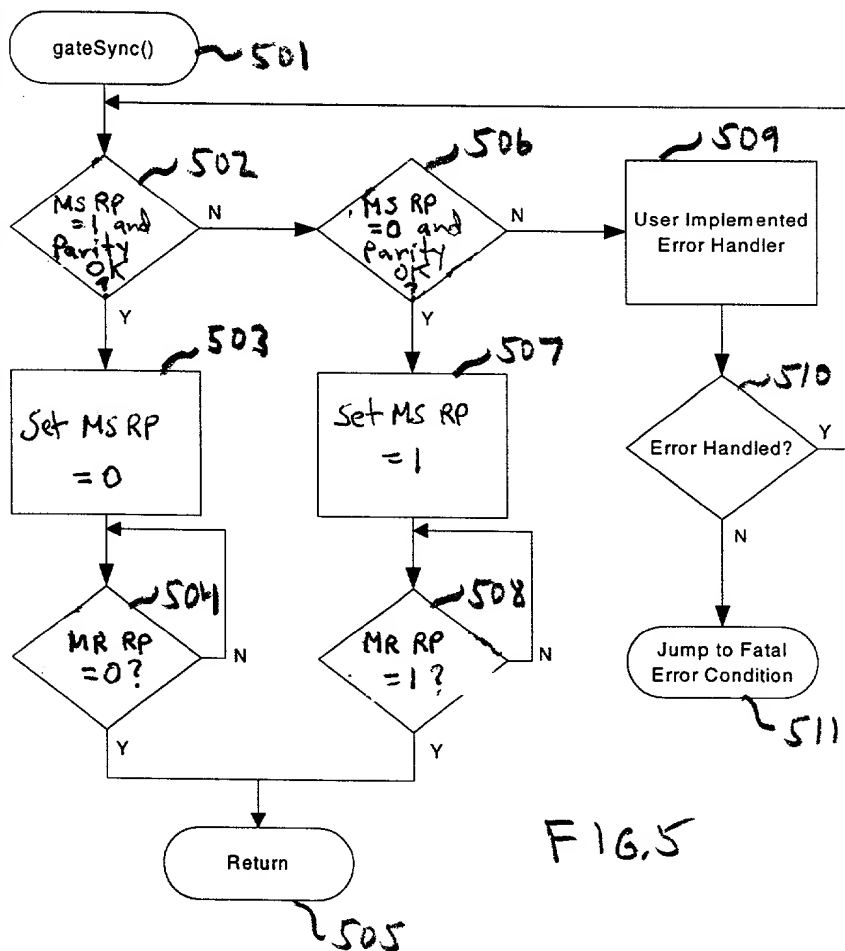 gateSync()
501
502
MS RP
=1 and
Parity
OK
?
N
Y
506
MS RP
=0 and
Parity
OK
?
N
Y
509
User Implemented
Error Handler
503
Set MS RP
=0
507
Set MS RP
=1
510
Error Handled?
Y
N
504
MR RP
=0?
N
Y
508
MR RP
=1?
N
Y
Jump to Fatal
Error Condition
511
Return
505
FIG.5